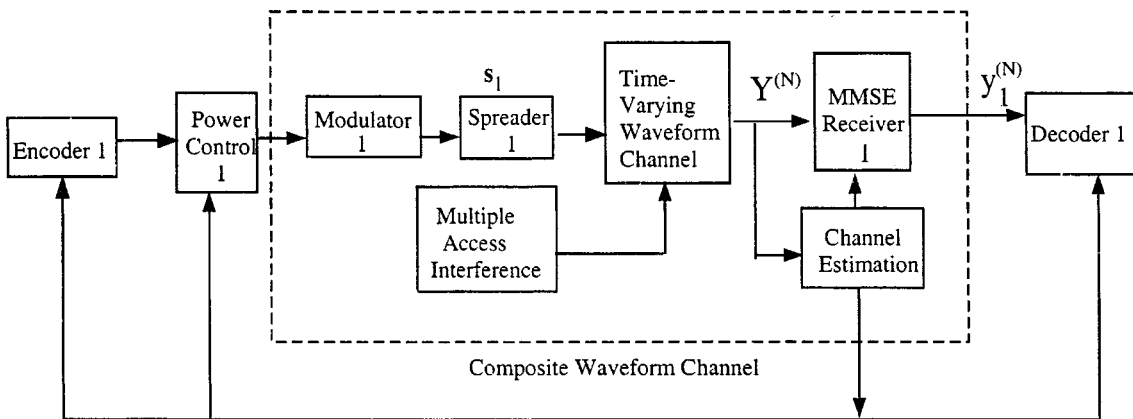 Encoder 1
Power
Control
1
Modulator
1
s1
Spreader
1
Time-
Varying
Waveform
Channel
Multiple
Access
Interference
Y(N)
MMSE
Receiver
1
Channel
Estimation
y1(N)
Decoder 1
Composite Waveform Channel